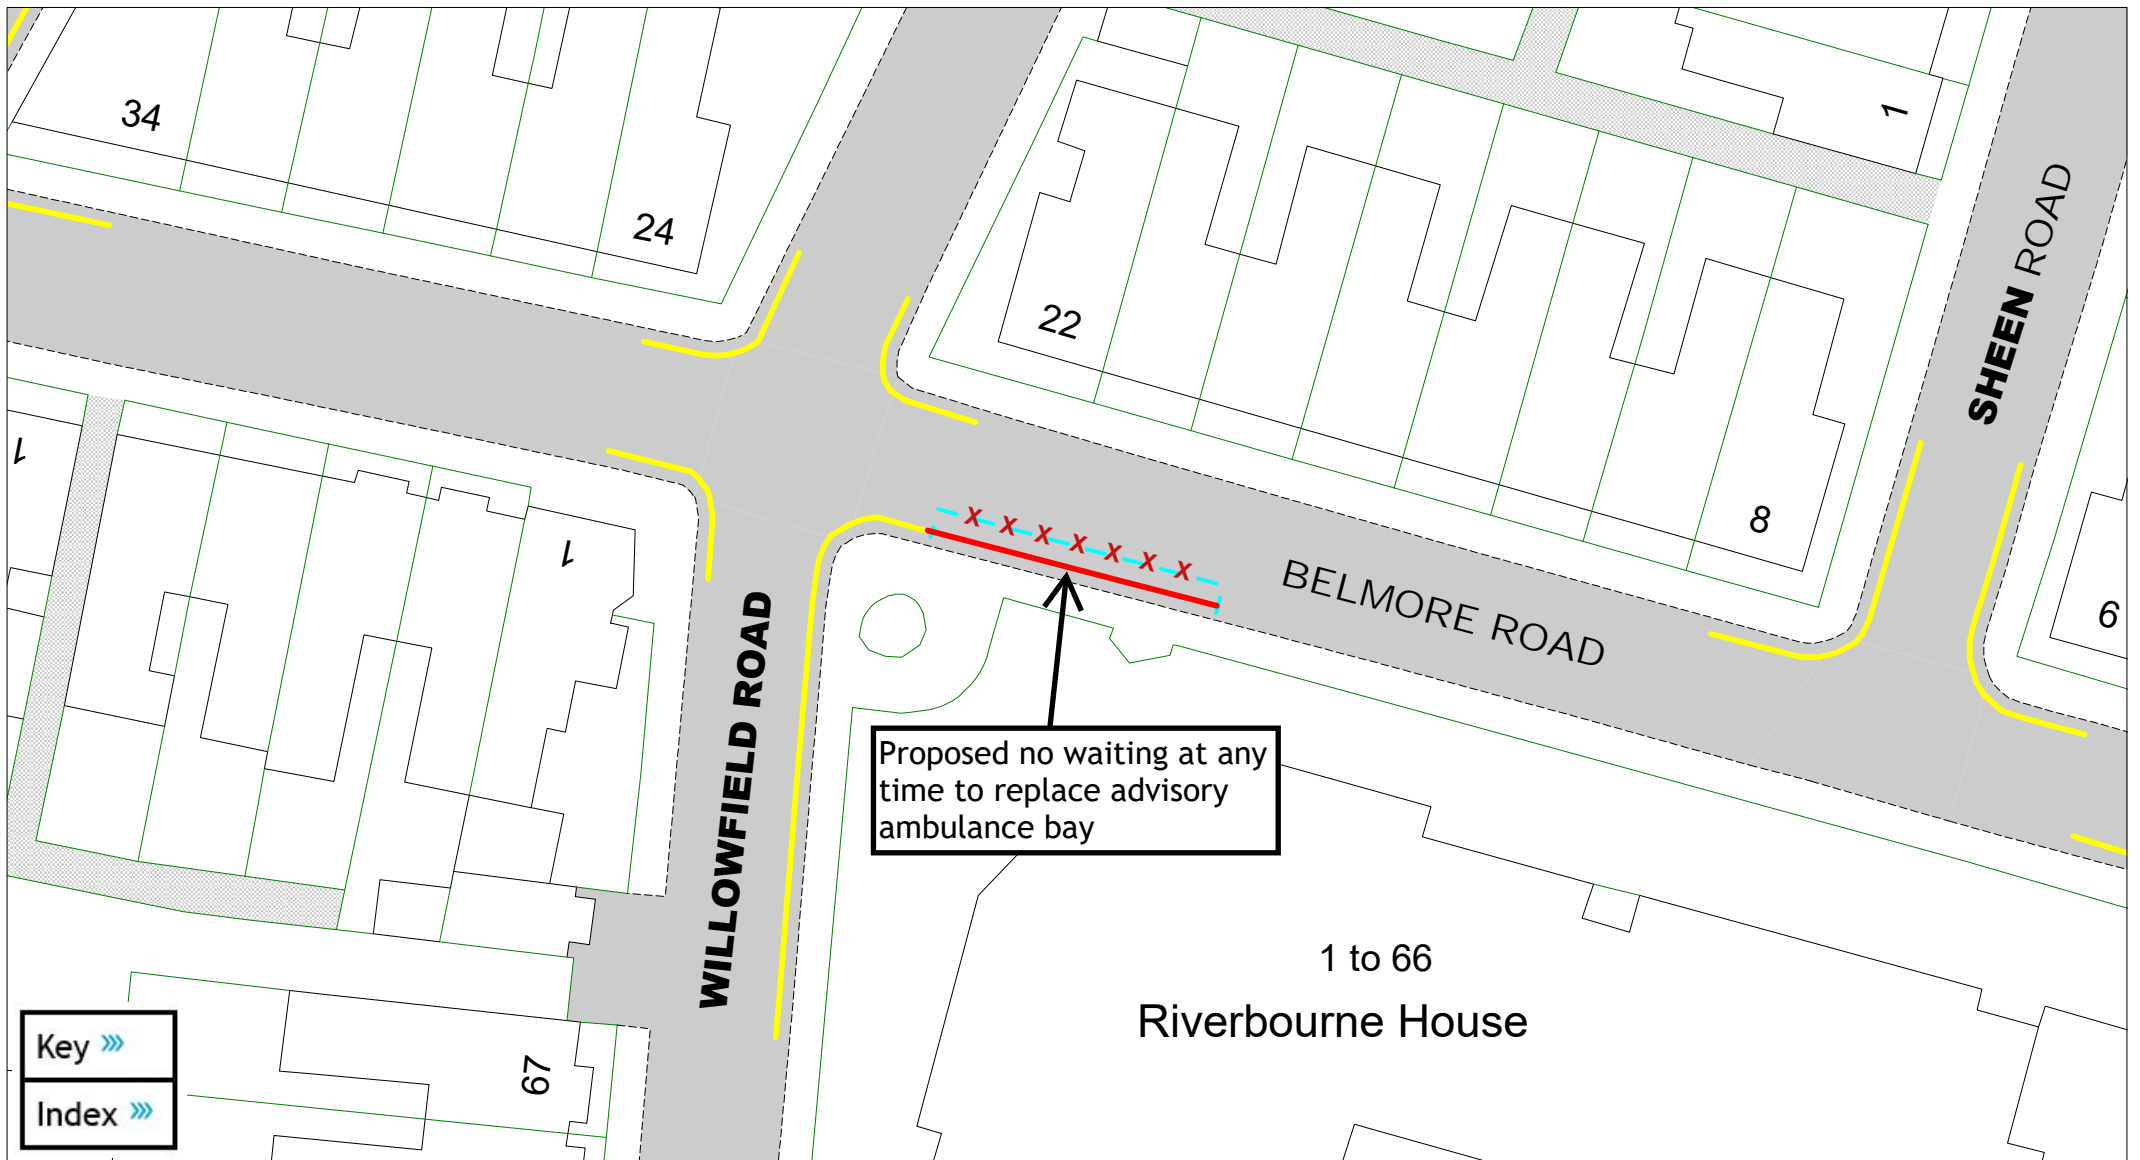 34
24
22
8
1
SHEEN ROAD
6
1
1
x x x x x x x
BELMORE ROAD
WILLOWFIELD ROAD
Proposed no waiting at any
time to replace advisory
ambulance bay
1 to 66
Riverbourne House
67
Key »»
Index »»